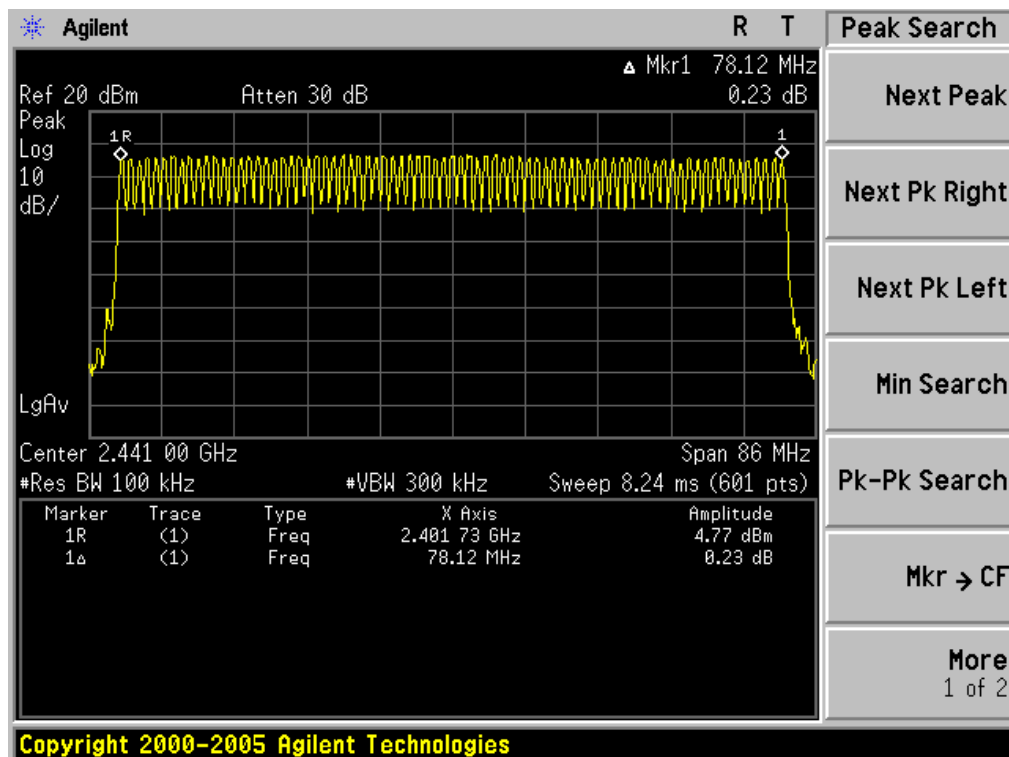 Agilent R T Peak Search
Δ Mkr1 78.12 MHz
Ref 20 dBm Atten 30 dB 0.23 dB
Peak
Log
10
dB/
1R
1
LgAv
Center 2.441 00 GHz Span 86 MHz
#Res BW 100 kHz #VBW 300 kHz Sweep 8.24 ms (601 pts)
Marker Trace Type X Axis Amplitude
1R (1) Freq 2.401 73 GHz 4.77 dBm
1Δ (1) Freq 78.12 MHz 0.23 dB
Next Peak
Next Pk Right
Next Pk Left
Min Search
Pk-Pk Search
Mkr → CF
More
1 of 2
Copyright 2000-2005 Agilent Technologies